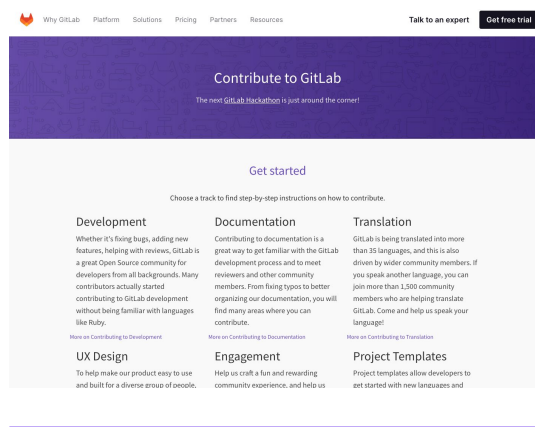 Why GitLab Platform Solutions Pricing Partners Resources Talk to an expert Get free trial
Contribute to GitLab
The next GitLab Hackathon is just around the corner!
Get started
Choose a track to find step-by-step instructions on how to contribute.
Development
Whether it's fixing bugs, adding new
features, helping with reviews, GitLab is
a great Open Source community for
developers from all backgrounds. Many
contributors actually started
contributing to GitLab development
without being familiar with languages
like Ruby.
More on Contributing to Development
Documentation
Contributing to documentation is a
great way to get familiar with the GitLab
development process and to meet
reviewers and other community
members. From fixing typos to better
organizing our documentation, you will
find many areas where you can
contribute.
More on Contributing to Documentation
Translation
GitLab is being translated into more
than 35 languages, and this is also
driven by wider community members. If
you speak another language, you can
join more than 1,500 community
members who are helping translate
GitLab. Come and help us speak your
language!
More on Contributing to Translation
UX Design
To help make our product easy to use
and built for a diverse group of people,
Engagement
Help us craft a fun and rewarding
community experience, and help us
Project Templates
Project templates allow developers to
get started with new languages and